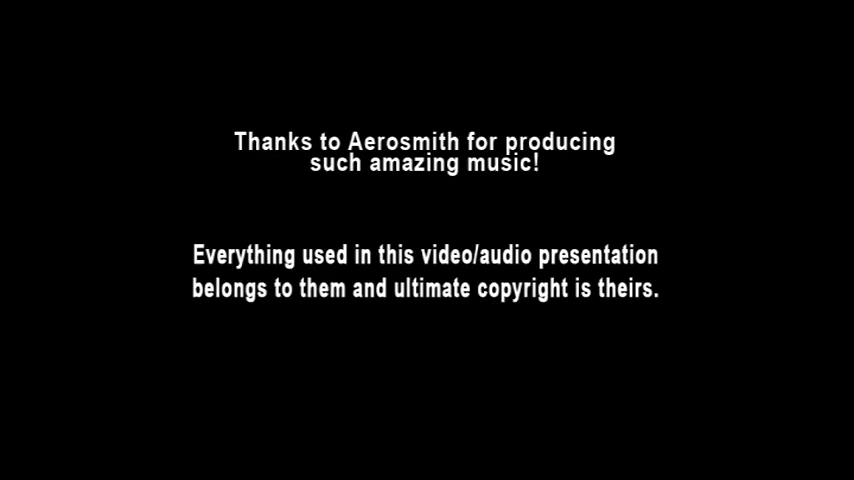 Thanks to Aerosmith for producing
such amazing music!
Everything used in this video/audio presentation
belongs to them and ultimate copyright is theirs.